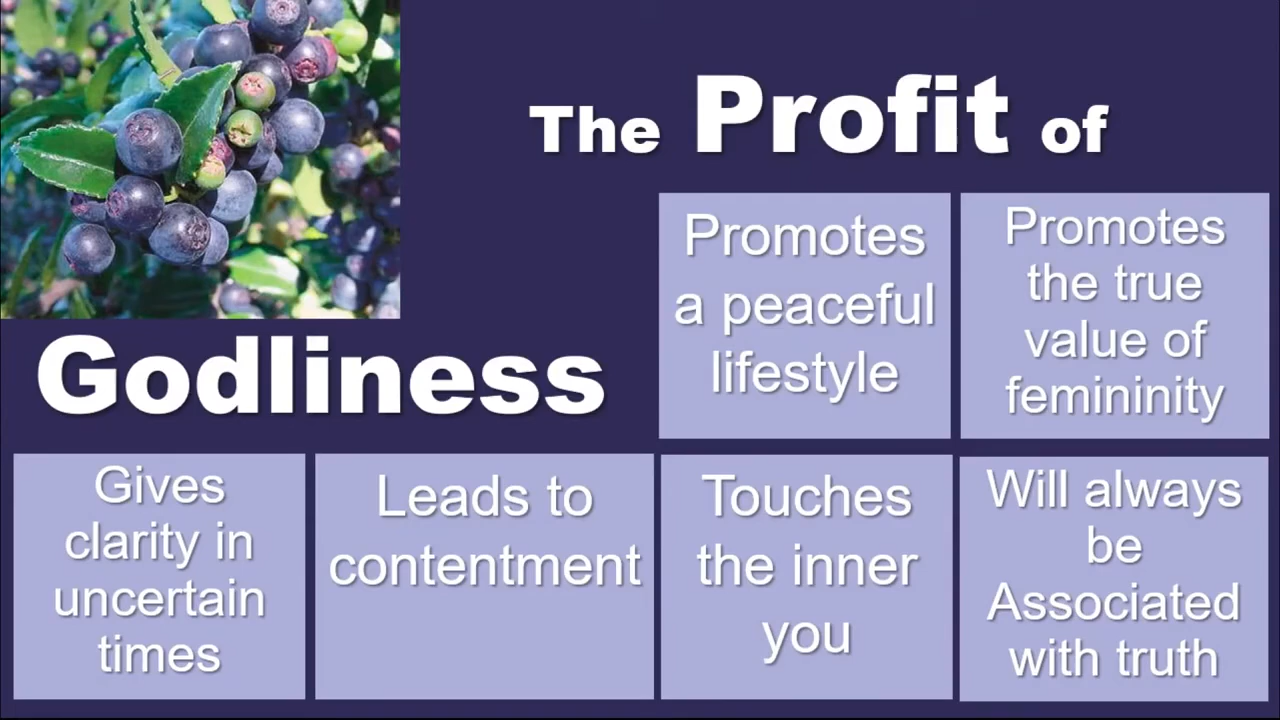 The Profit of
Godliness
Promotes
a peaceful
lifestyle
Promotes
the true
value of
femininity
Gives
clarity in
uncertain
times
Leads to
contentment
Touches
the inner
you
Will always
be
Associated
with truth